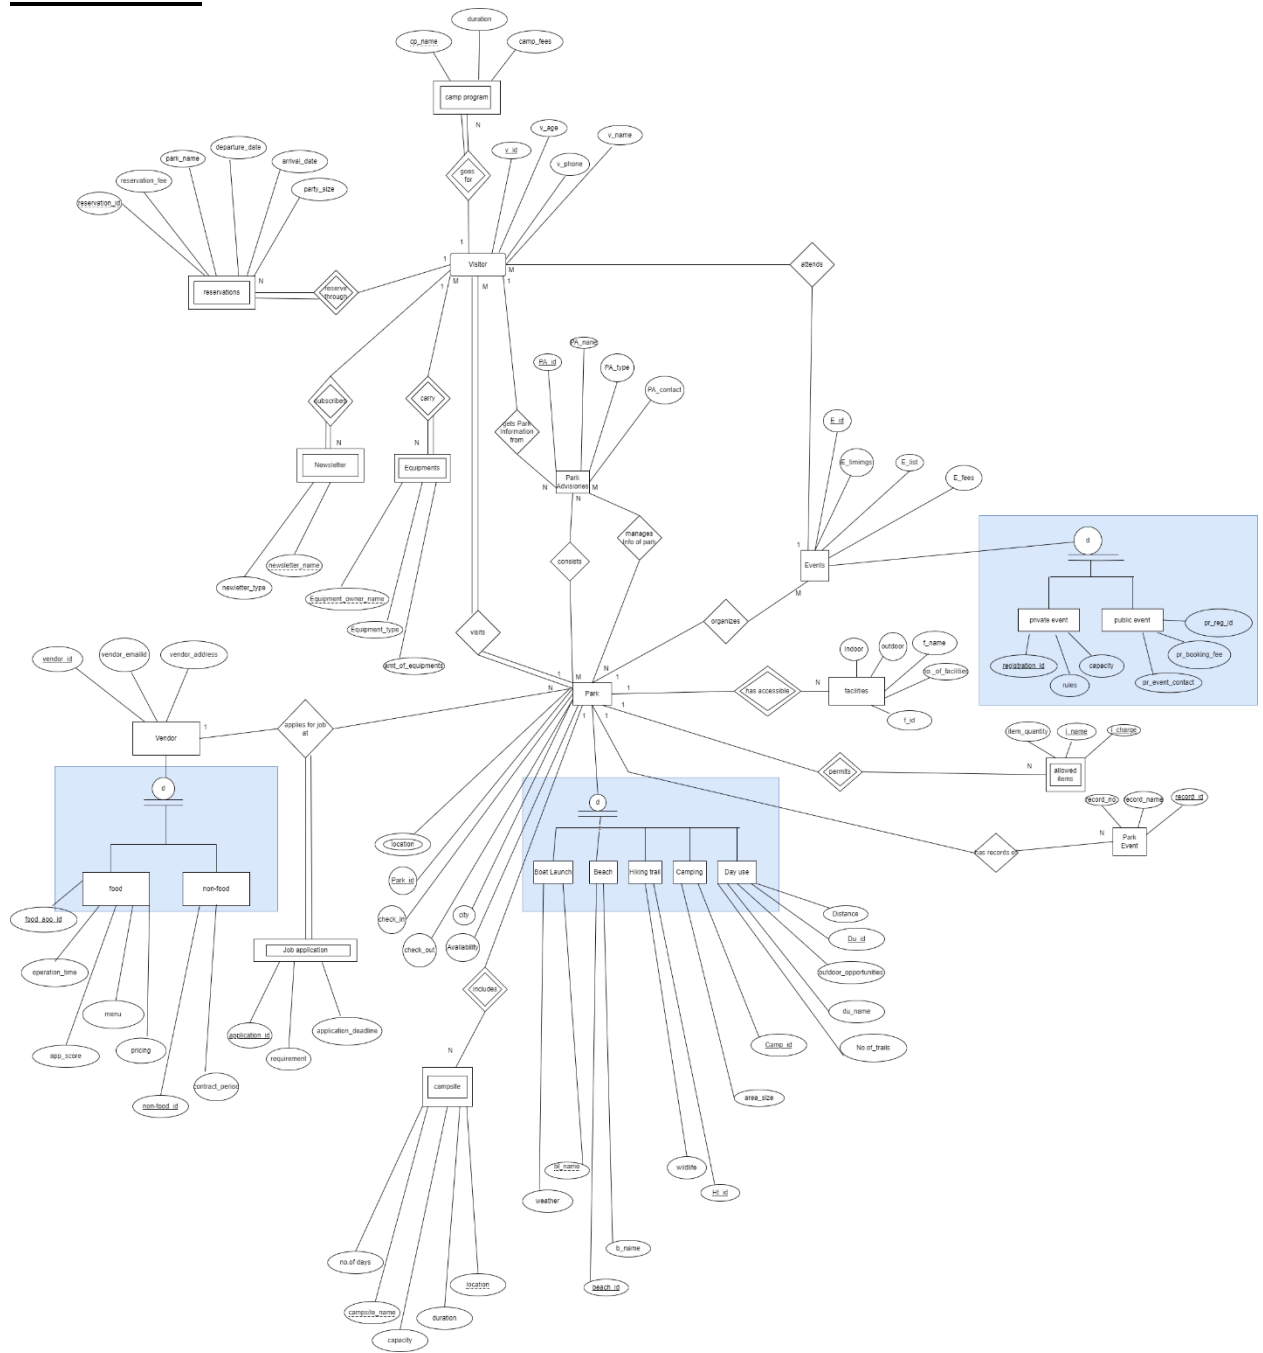 duration
cp_name
camp_fees
camp program
N
v_age
v_name
departure_date
park_name
arrival_date
v_id
v_phone
goes
for
reservation_fee
party_size
reservation_id
1
1
Visitor
M
attends
N
reservations
reserve
through
1
M
M
1
PA_name
PA_id
PA_type
PA_contact
subscribes
carry
gets Park
Information
from
E_id
N
N
E_timimgs
E_list
E_fees
Newsletter
Equipments
Park
Advisiories
N
M
N
manages
Info of park
d
1
consists
Events
newsletter_name
newletter_type
M
Equipment_owner_name
private event
public event
pr_reg_id
organizes
Equipment_type
visits
pr_booking_fee
vendor_id
vendor_emailid
vendor_address
amt_of_equipments
registration_id
capacity
rules
pr_event_contact
indoor
outdoor
f_name
no._of_facilities
1
M
N
N
Park
1
1
has accessible
N
facilities
f_id
1
1
1
Vendor
1
applies for job
at
item_quantity
i_name
i_charge
permits
N
allowed
items
d
d
record_no
record_name
record_id
N
Park
Event
has records of
location
Park_id
check_in
check_out
city
Availability
Boat Launch
Beach
Hiking trail
Camping
Day use
food
non-food
food_app_id
Distance
Du_id
Job application
operation_time
outdoor_opportunities
includes
menu
du_name
application_id
application_deadline
app_score
pricing
requirement
No.of_trails
Camp_id
N
contract_period
non-food_id
campsite
area_size
bl_name
wildlife
weather
Ht_id
b_name
no.of days
location
beach_id
campsite_name
duration
capacity